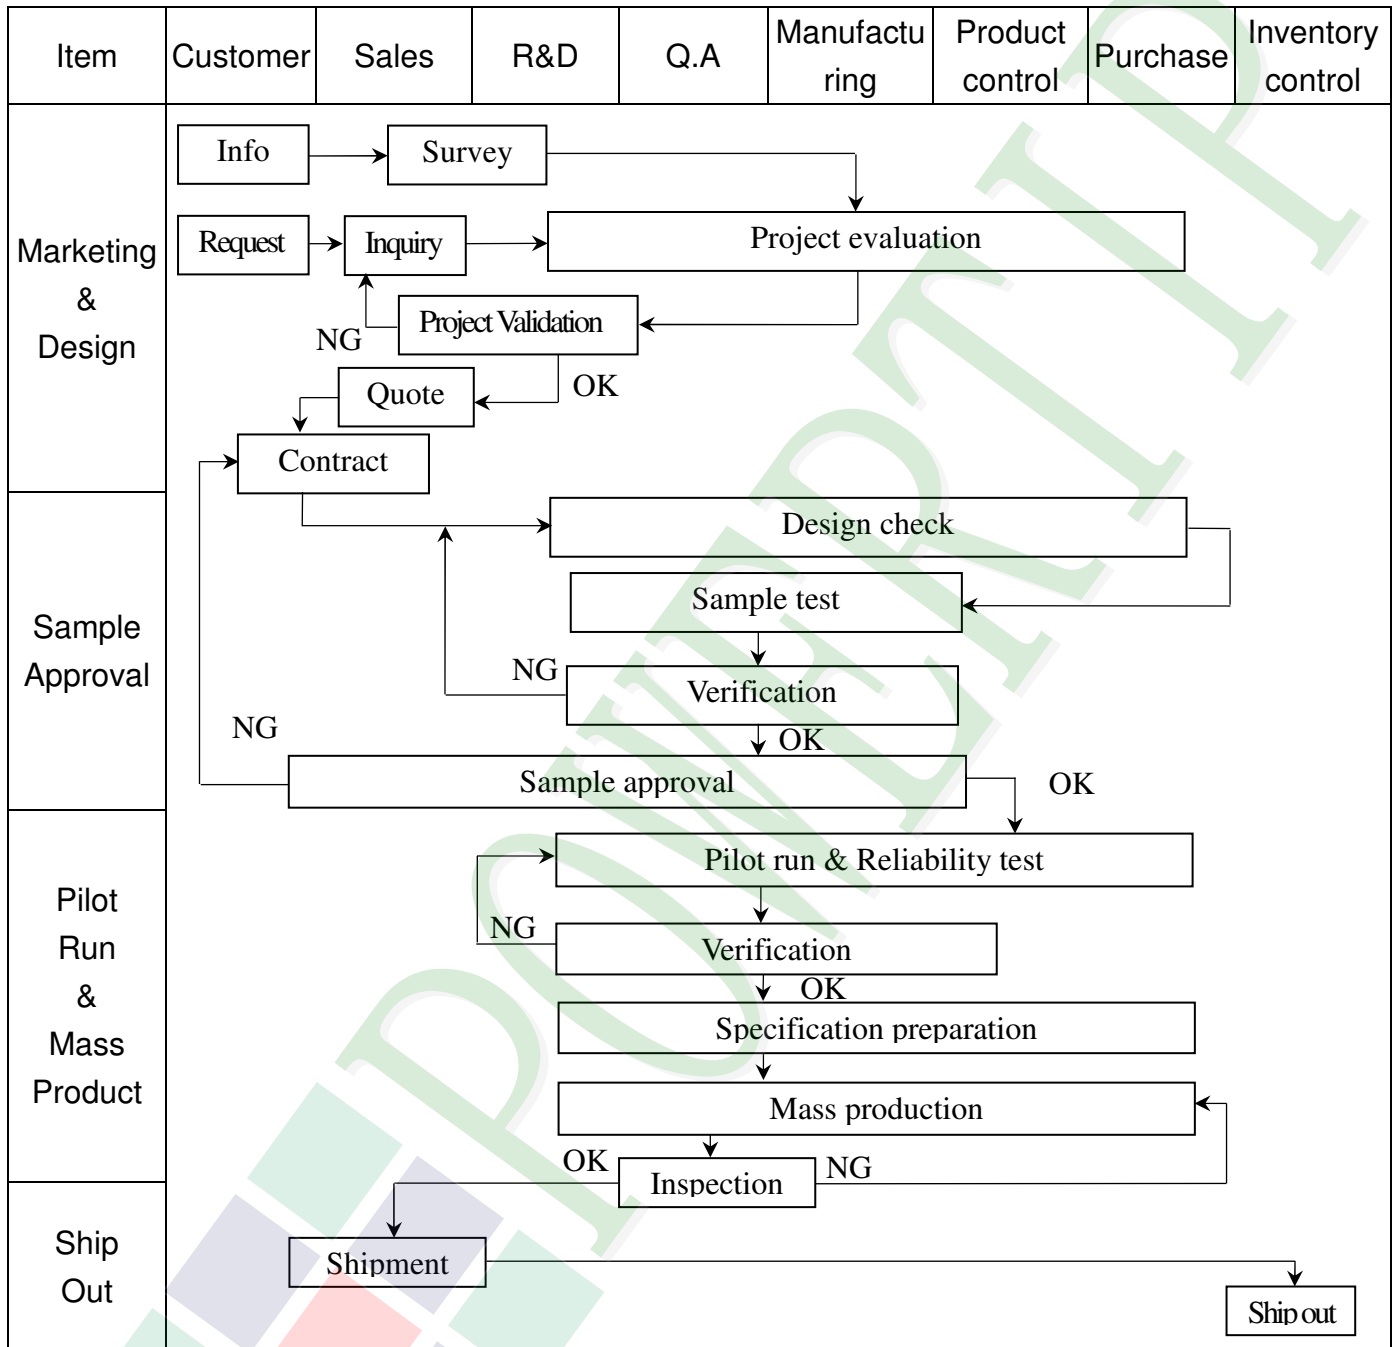 Item
Customer
Sales
R&D
Q.A
Manufactu
ring
Product
control
Purchase
Inventory
control
Marketing
&
Design
Info
Survey
Request
Inquiry
Project evaluation
Project Validation
NG
OK
Quote
Contract
Sample
Approval
Design check
Sample test
NG
Verification
NG
OK
Sample approval
OK
Pilot
Run
&
Mass
Product
Pilot run & Reliability test
NG
Verification
OK
Specification preparation
Mass production
OK
Inspection
NG
Ship
Out
Shipment
Ship out
POWERTIP